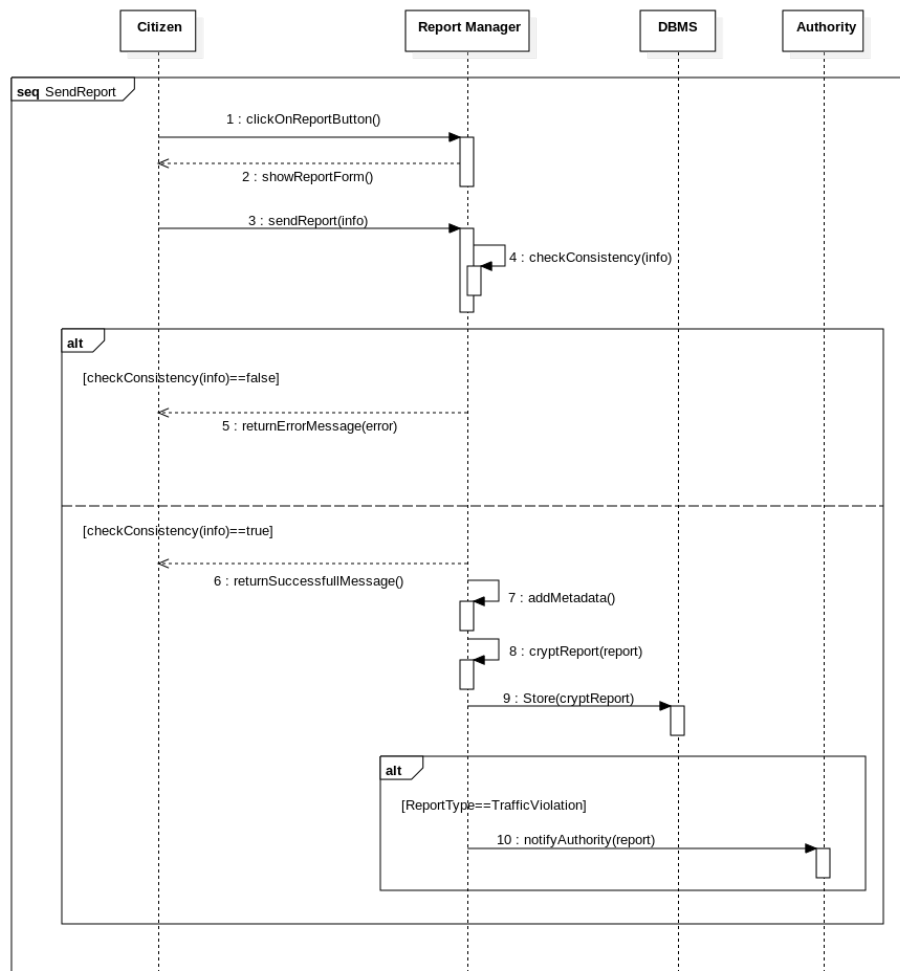 Citizen
Report Manager
DBMS
Authority
seq SendReport
1 : clickOnReportButton()
2 : showReportForm()
3 : sendReport(info)
4 : checkConsistency(info)
alt
[checkConsistency(info)==false]
5 : returnErrorMessage(error)
[checkConsistency(info)==true]
6 : returnSuccessfullMessage()
7 : addMetadata()
8 : cryptReport(report)
9 : Store(cryptReport)
alt
[ReportType==TrafficViolation]
10 : notifyAuthority(report)